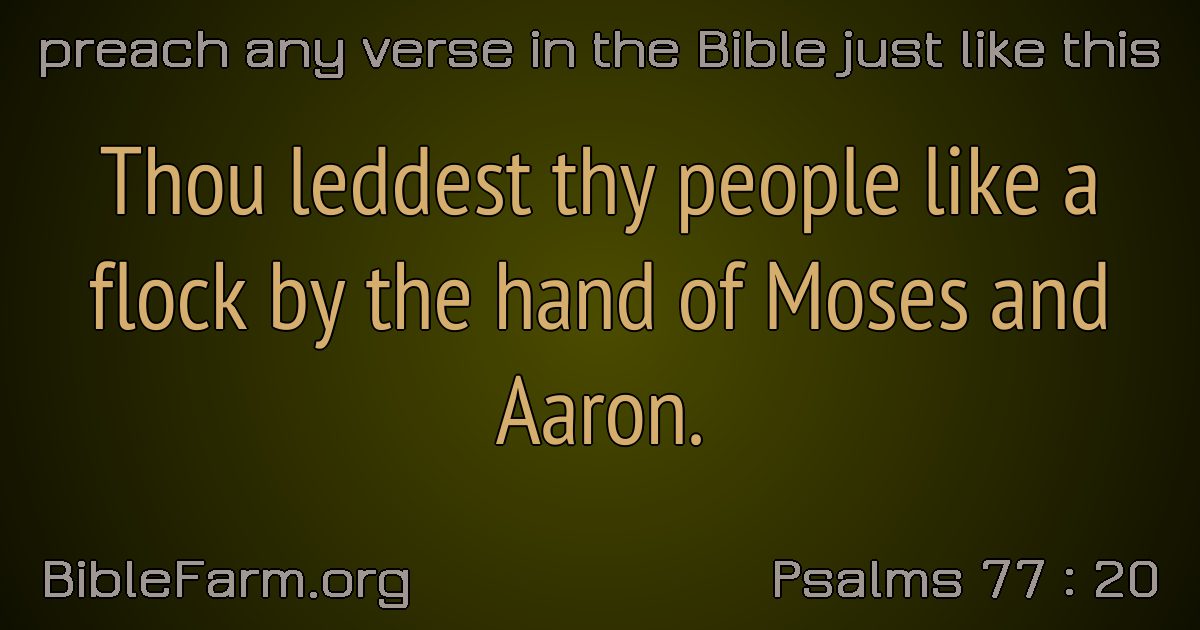 preach any verse in the Bible just like this
Thou leddest thy people like a
flock by the hand of Moses and
Aaron.
BibleFarm.org
Psalms 77 : 20